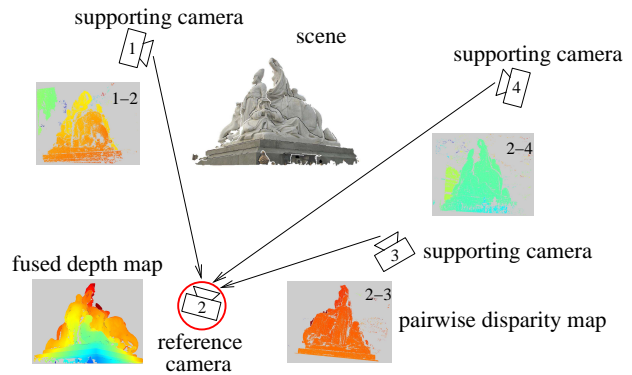 supporting camera
scene
1
supporting camera
4
1–2
2–4
3
supporting camera
fused depth map
2
2–3
pairwise disparity map
reference
camera